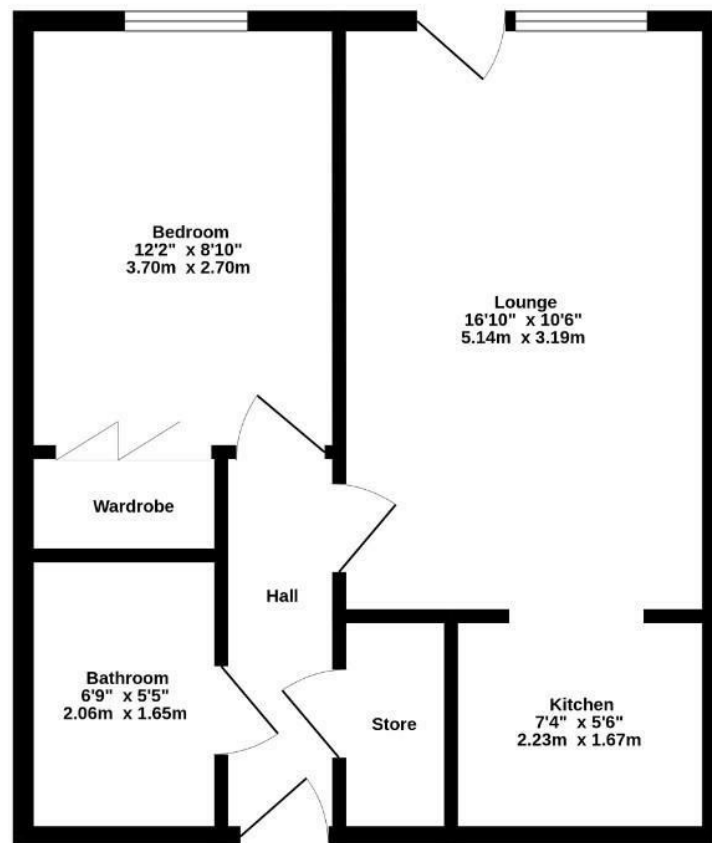 Bedroom
12'2" x 8'10"
3.70m x 2.70m
Lounge
16'10" x 10'6"
5.14m x 3.19m
Wardrobe
Hall
Bathroom
6'9" x 5'5"
2.06m x 1.65m
Store
Kitchen
7'4" x 5'6"
2.23m x 1.67m